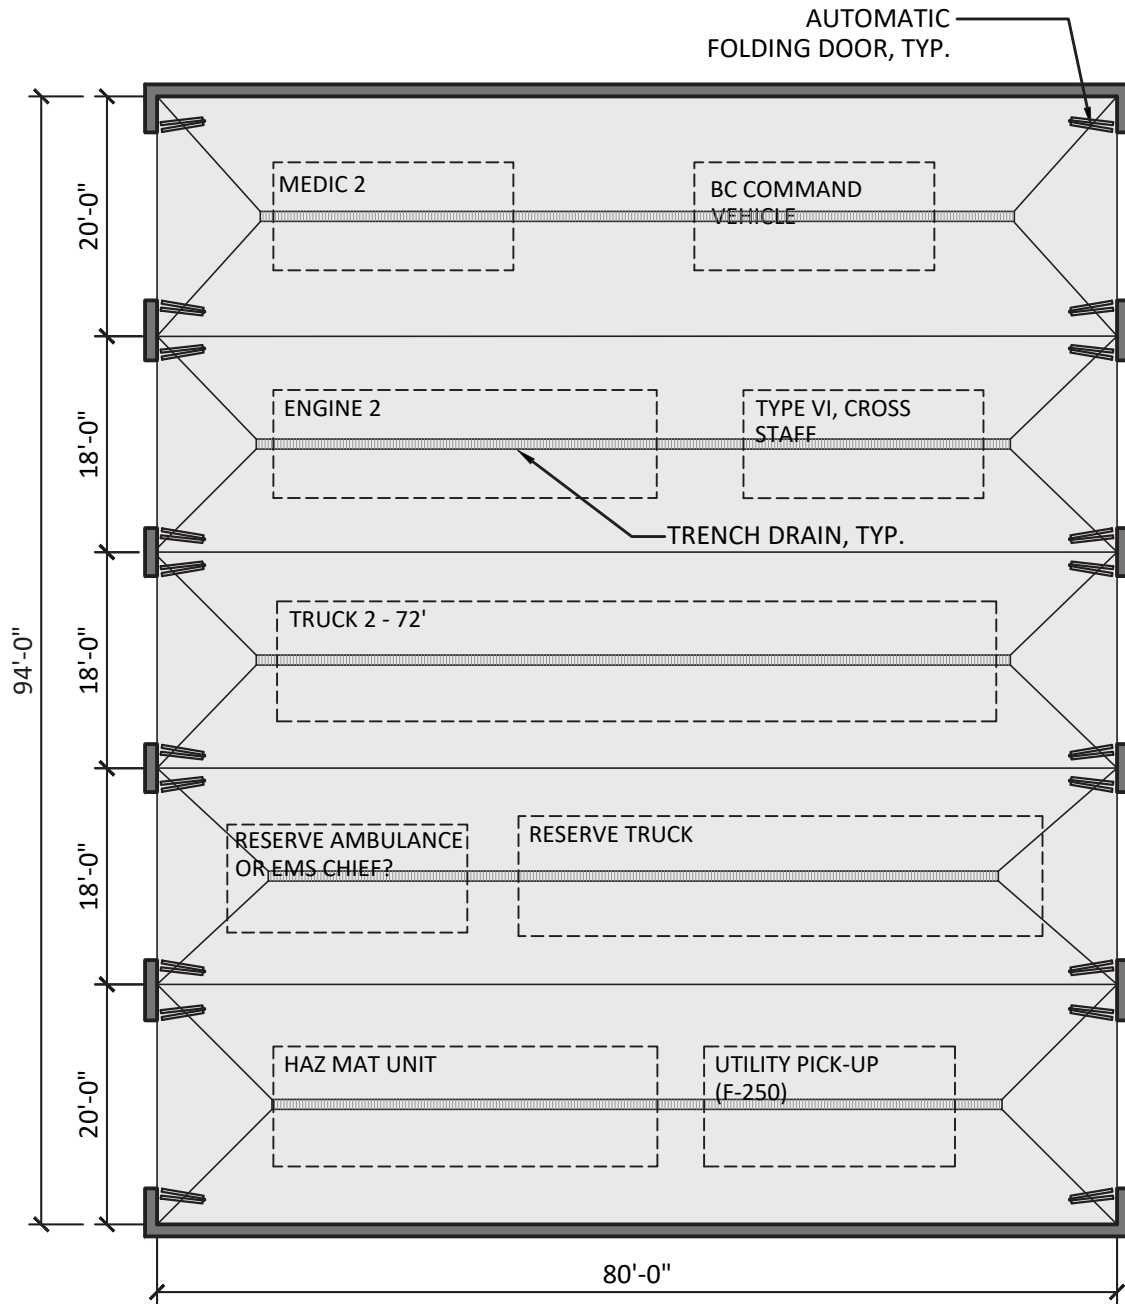 AUTOMATIC
FOLDING DOOR, TYP.
20'-0"
MEDIC 2
BC COMMAND
VEHICLE
18'-0"
ENGINE 2
TYPE VI, CROSS
STAFF
TRENCH DRAIN, TYP.
94'-0"
18'-0"
TRUCK 2 - 72'
18'-0"
RESERVE AMBULANCE
OR EMS CHIEF?
RESERVE TRUCK
20'-0"
HAZ MAT UNIT
UTILITY PICK-UP
(F-250)
80'-0"